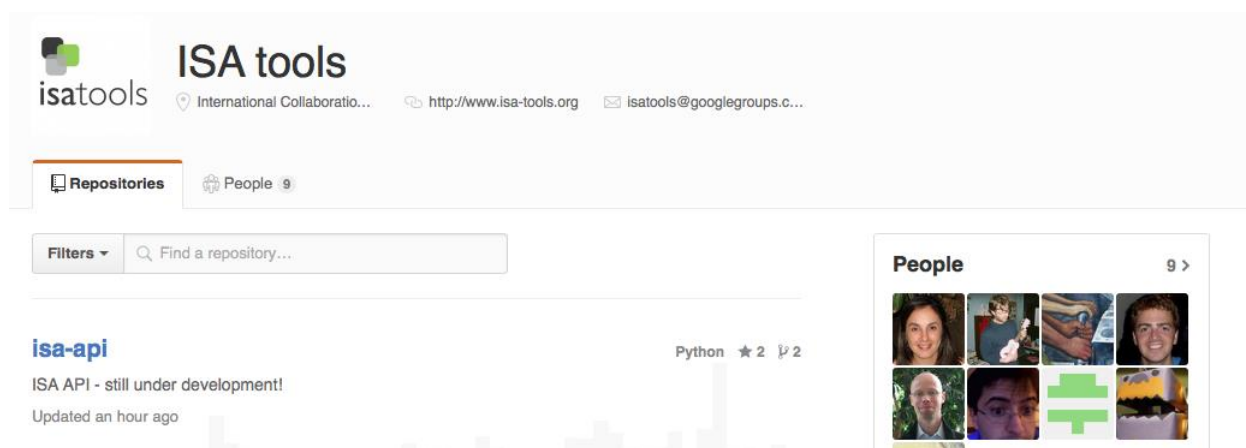 isatools
ISA tools
International Collaboratio... http://www.isa-tools.org isatools@googlegroups.c...
Repositories People 9
Filters Find a repository...
People 9
isa-api
Python 2 2
ISA API - still under development!
Updated an hour ago